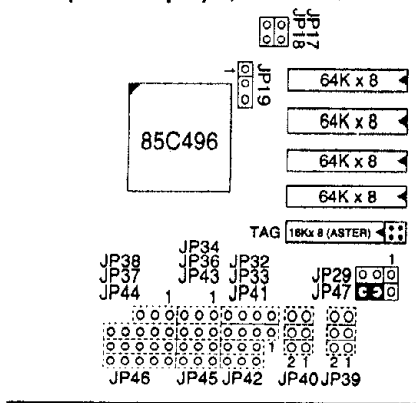 JP17
JP18
JP19
85C496
64K x 8
64K x 8
64K x 8
64K x 8
TAG 16Kx 8 (ASTER)
JP34
JP38 JP36 JP32
JP37 JP43 JP33
JP44 JP41
1
JP29
JP47
1 1
1
2 1 2 1
JP46 JP45 JP42 JP40 JP39